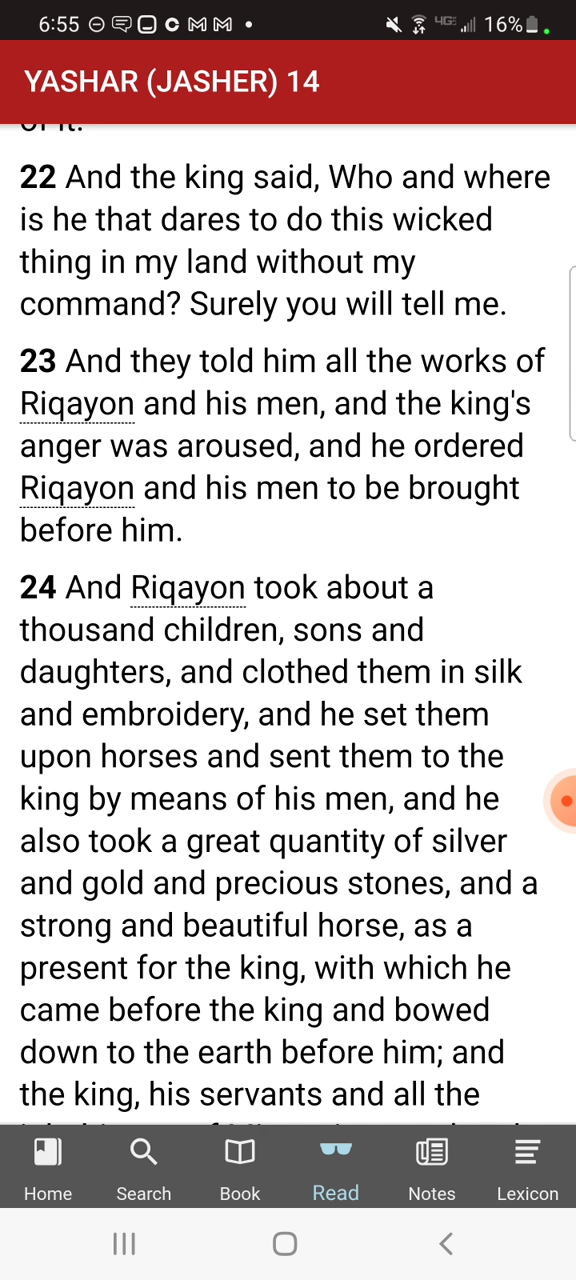 6:55
4G
16%
YASHAR (JASHER) 14
of it.
22 And the king said, Who and where
is he that dares to do this wicked
thing in my land without my
command? Surely you will tell me.
23 And they told him all the works of
Riqayon and his men, and the king's
anger was aroused, and he ordered
Riqayon and his men to be brought
before him.
24 And Riqayon took about a
thousand children, sons and
daughters, and clothed them in silk
and embroidery, and he set them
upon horses and sent them to the
king by means of his men, and he
also took a great quantity of silver
and gold and precious stones, and a
strong and beautiful horse, as a
present for the king, with which he
came before the king and bowed
down to the earth before him; and
the king, his servants and all the
Home Search Book Read Notes Lexicon